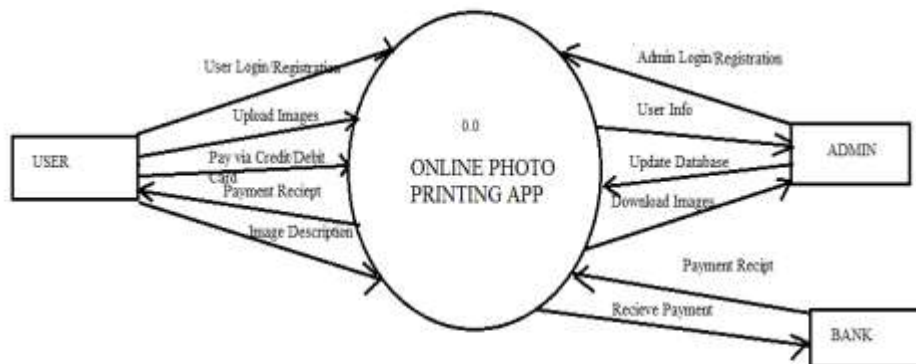 User Login/Registration
Upload Images
USER
Pay via Credit/Debit
Card
Payment Reciept
Image Description
0.0
ONLINE PHOTO
PRINTING APP
Admin Login/Registration
User Info
ADMIN
Update Database
Download Images
Payment Recipt
Recieve Payment
BANK